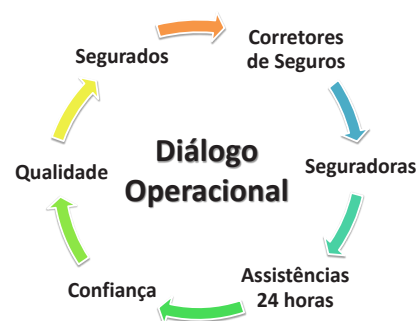 Segurados
Corretores
de Seguros
Diálogo
Operacional
Seguradoras
Assistências
24 horas
Confiança
Qualidade